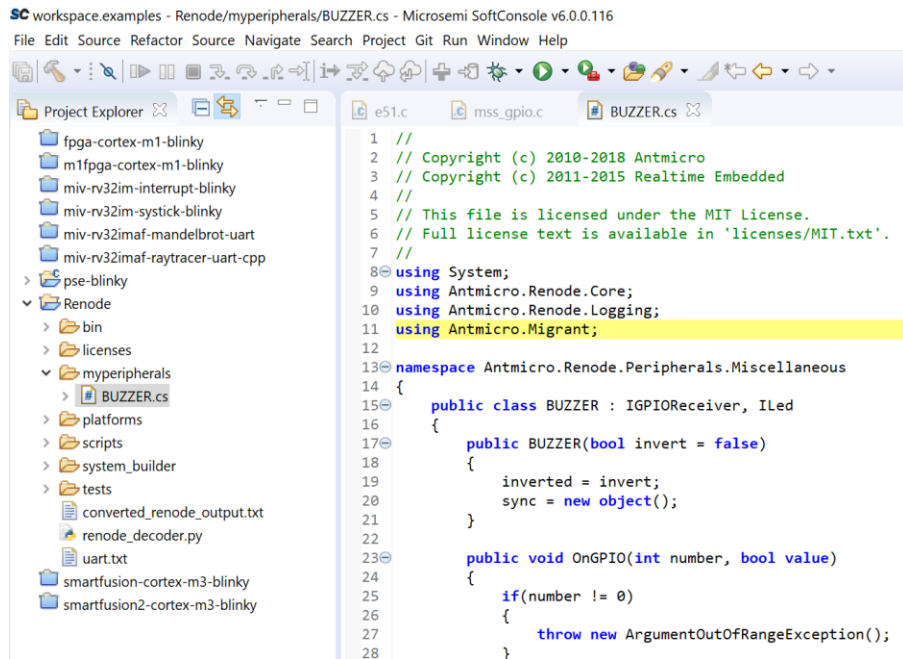 SC workspace.examples - Renode/myperipherals/BUZZER.cs - Microsemi SoftConsole v6.0.0.116
File Edit Source Refactor Source Navigate Search Project Git Run Window Help
Project Explorer
fpga-cortex-m1-blinky
m1fpga-cortex-m1-blinky
miv-rv32im-interrupt-blinky
miv-rv32im-systick-blinky
miv-rv32imaf-mandelbrot-uart
miv-rv32imaf-raytracer-uart-cpp
pse-blinky
Renode
bin
licenses
myperipherals
BUZZER.cs
platforms
scripts
system_builder
tests
converted_renode_output.txt
renode_decoder.py
uart.txt
smartfusion-cortex-m3-blinky
smartfusion2-cortex-m3-blinky
e51.c mss_gpio.c BUZZER.cs
1 //
2 // Copyright (c) 2010-2018 Antmicro
3 // Copyright (c) 2011-2015 Realtime Embedded
4 //
5 // This file is licensed under the MIT License.
6 // Full license text is available in 'licenses/MIT.txt'.
7 //
8 using System;
9 using Antmicro.Renode.Core;
10 using Antmicro.Renode.Logging;
11 using Antmicro.Migrant;
12
13 namespace Antmicro.Renode.Peripherals.Miscellaneous
14 {
15 public class BUZZER : IGPIOReceiver, ILed
16 {
17 public BUZZER(bool invert = false)
18 {
19 inverted = invert;
20 sync = new object();
21 }
22
23 public void OnGPIO(int number, bool value)
24 {
25 if(number != 0)
26 {
27 throw new ArgumentOutOfRangeException();
28 }